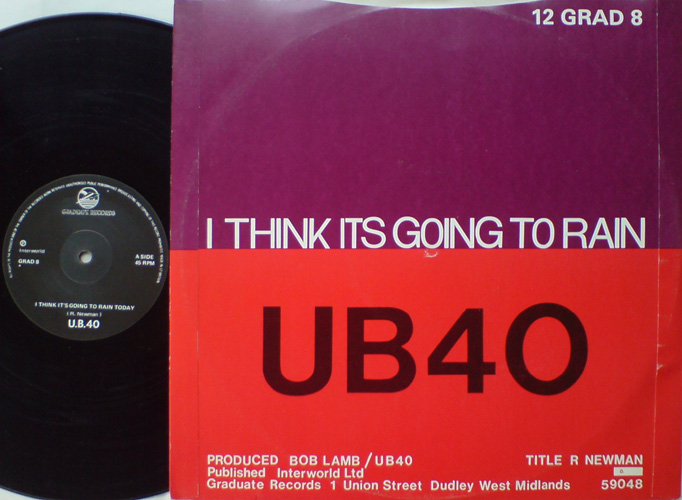 12 GRAD 8
I THINK ITS GOING TO RAIN
UB40
PRODUCED BOB LAMB/UB40
TITLE R NEWMAN
Published Interworld Ltd
Graduate Records 1 Union Street Dudley West Midlands
59048
GRADUATE RECORDS
GRAD 8
A SIDE
45 RPM
I THINK IT'S GOING TO RAIN TODAY
( R. Newman )
U.B.40